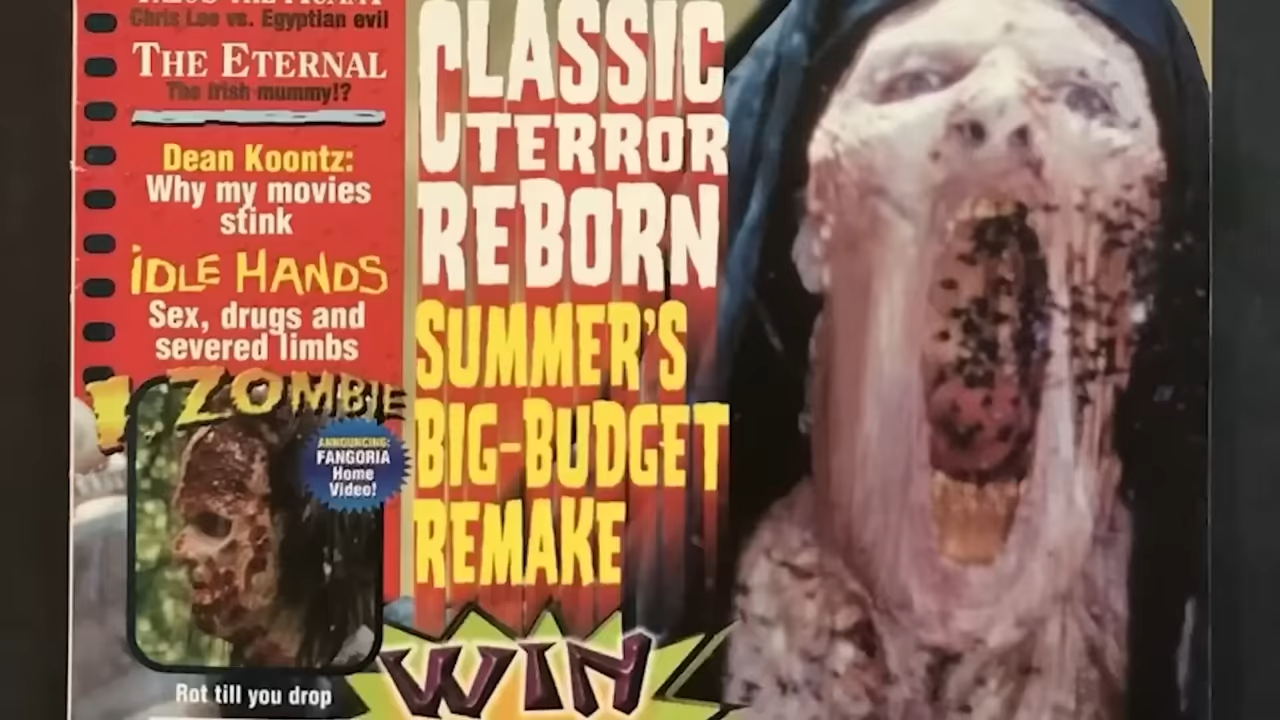 Chris Lee vs. Egyptian evil
THE ETERNAL
The Irish mummy!?
Dean Koontz:
Why my movies
stink
IDLE HANDS
Sex, drugs and
severed limbs
I ZOMBIE
ANNOUNCING:
FANGORIA
Home
Video!
Rot till you drop
CLASSIC
TERROR
REBORN
SUMMER'S
BIG-BUDGET
REMAKE
WIN